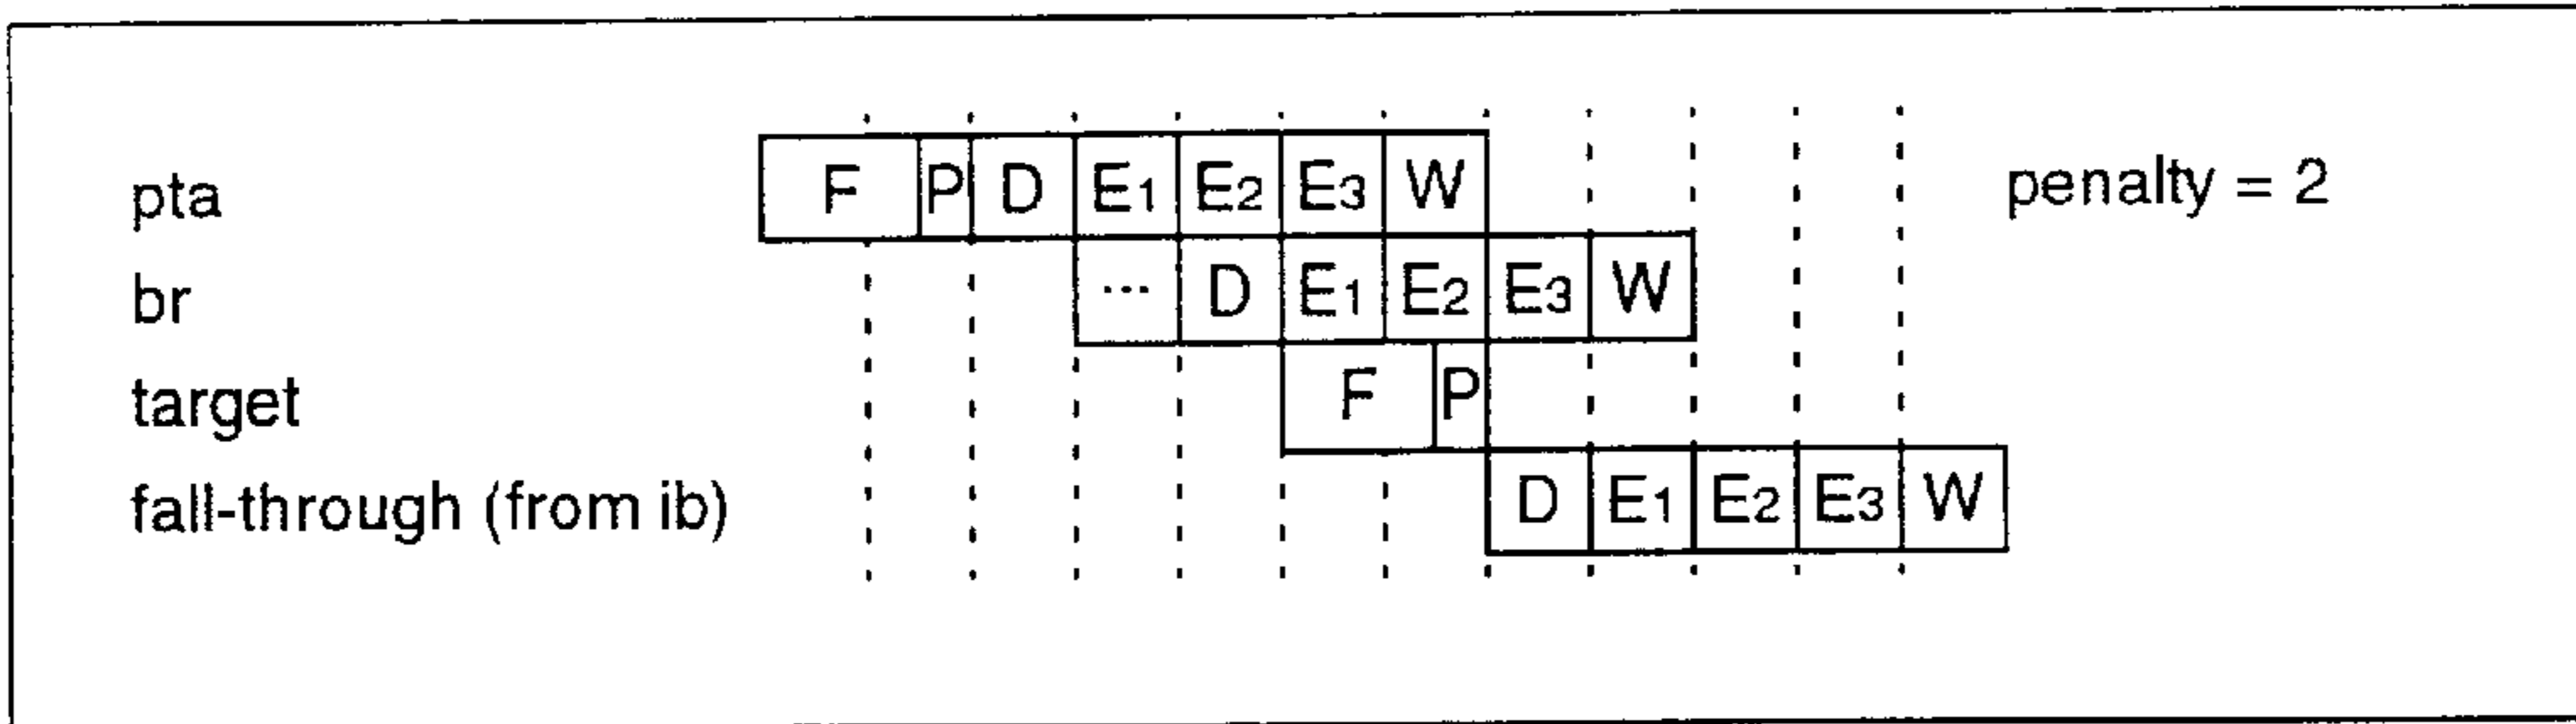 pta F P D E1 E2 E3 W penalty = 2
br ... D E1 E2 E3 W
target F P
fall-through (from ib) D E1 E2 E3 W